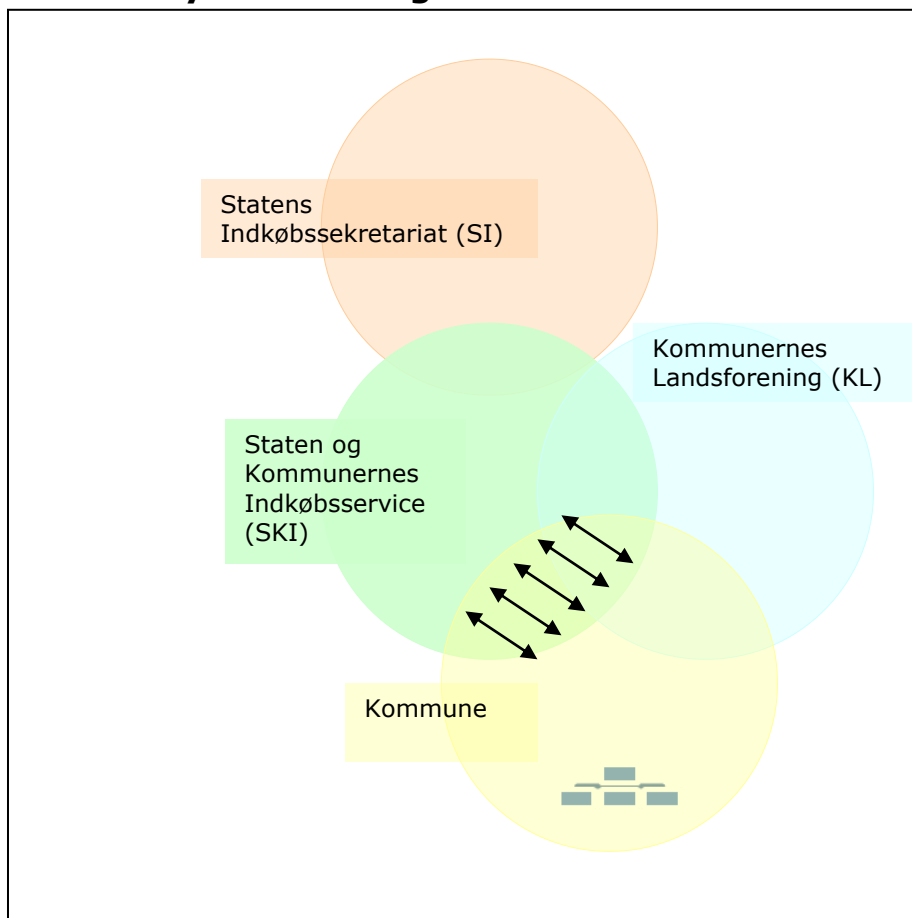 Statens
Indkøbssekretariat (SI)
Kommunernes
Landsforening (KL)
Staten og
Kommunernes
Indkøbsservice
(SKI)
Kommune